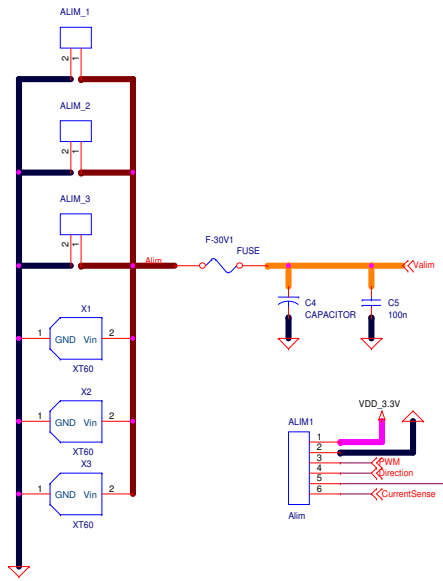 ALIM_1
2 1
ALIM_2
2 1
ALIM_3
2 1
Alim
F-30V1
FUSE
Valim
C4
CAPACITOR
C5
100n
X1
1 GND Vin 2
XT60
X2
1 GND Vin 2
XT60
X3
1 GND Vin 2
XT60
VDD_3.3V
ALIM1
1
2
3 PWM
4 Direction
5
6 CurrentSense
Alim